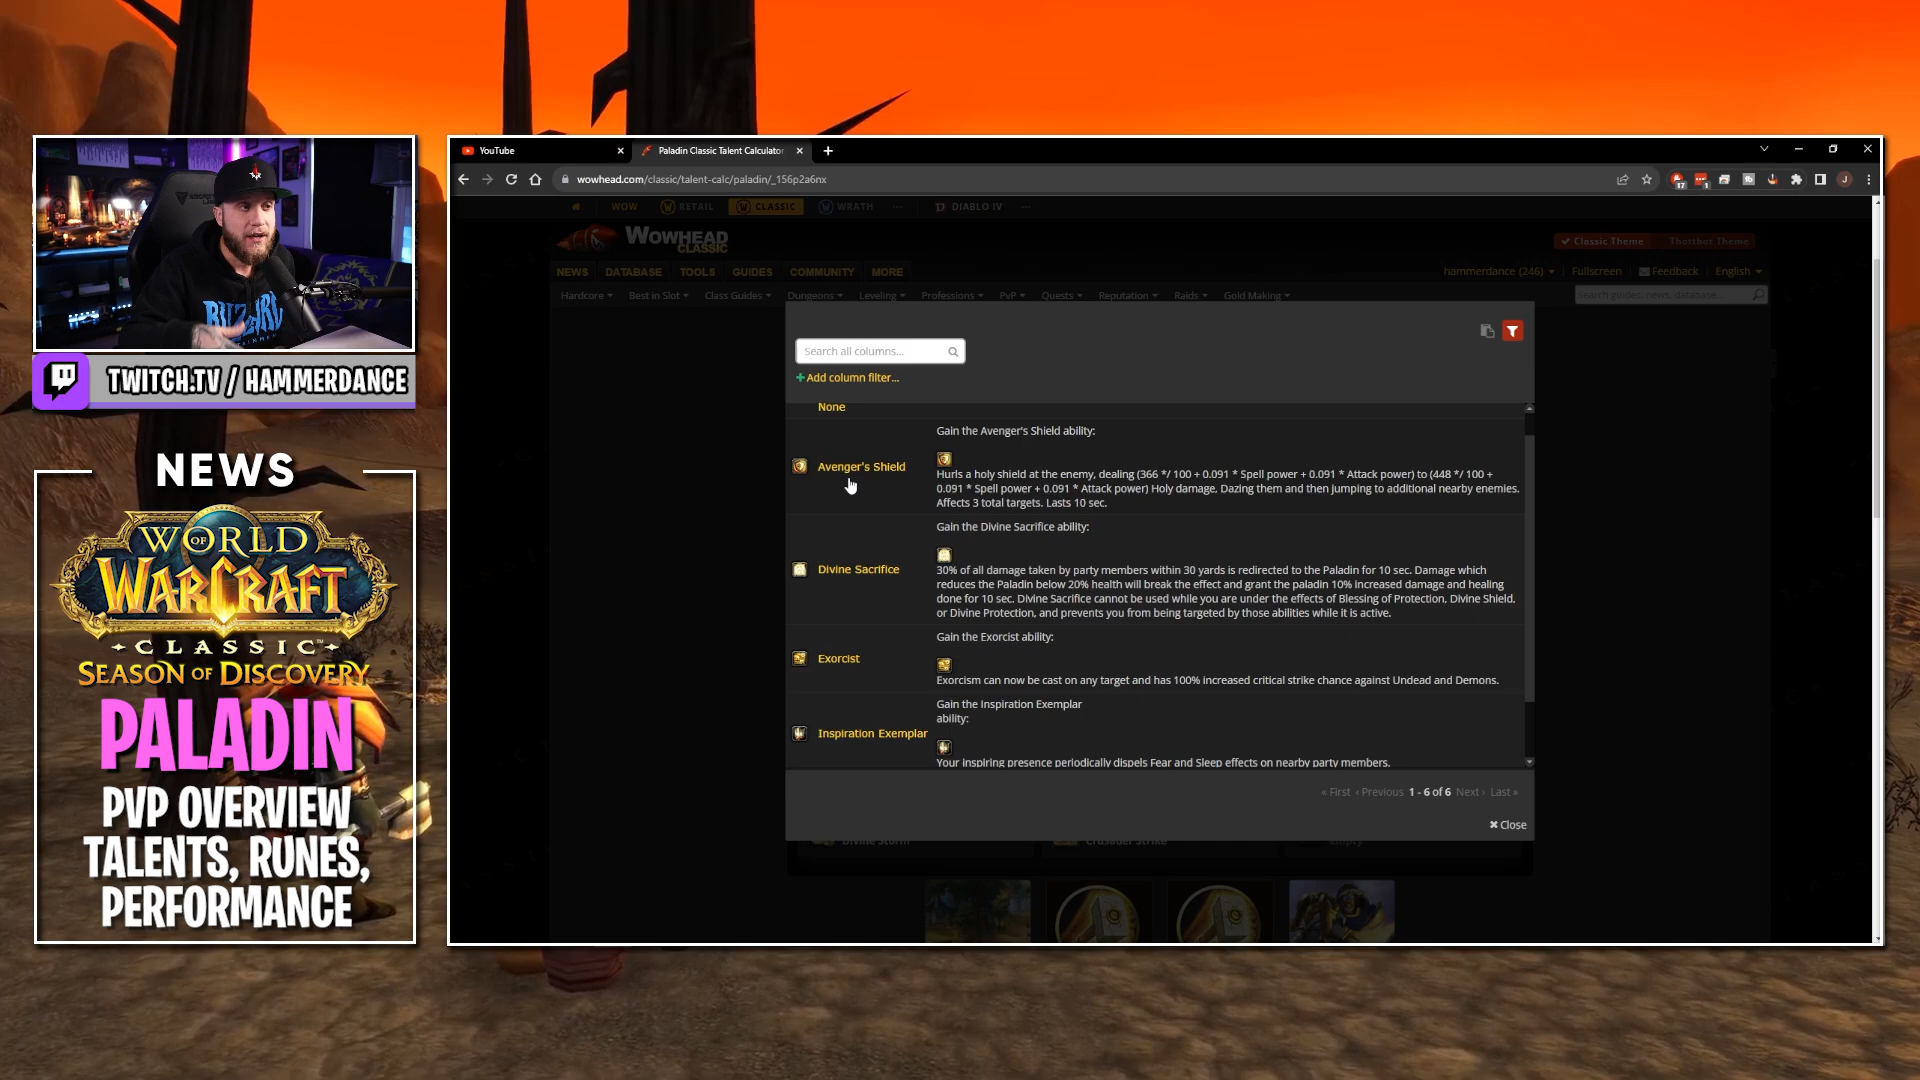 YouTube
Paladin Classic Talent Calculator
wowhead.com/classic/talent-calc/paladin/_156p2a6nx
17
1
J
WOW
RETAIL
CLASSIC
WRATH
DIABLO IV
WOWHEAD
CLASSIC
Classic Theme
Thottbot Theme
NEWS
DATABASE
TOOLS
GUIDES
COMMUNITY
MORE
hammerdance (246)
Fullscreen
Feedback
English
Hardcore
Best in Slot
Class Guides
Dungeons
Leveling
Professions
PvP
Quests
Reputation
Raids
Gold Making
Search guides, news, database...
Search all columns...
+Add column filter...
None
Avenger's Shield
Gain the Avenger's Shield ability:
Hurls a holy shield at the enemy, dealing (366 */ 100 + 0.091 * Spell power + 0.091 * Attack power) to (448 */ 100 +
0.091 * Spell power + 0.091 * Attack power) Holy damage, Dazing them and then jumping to additional nearby enemies.
Affects 3 total targets. Lasts 10 sec.
Divine Sacrifice
Gain the Divine Sacrifice ability:
30% of all damage taken by party members within 30 yards is redirected to the Paladin for 10 sec. Damage which
reduces the Paladin below 20% health will break the effect and grant the paladin 10% increased damage and healing
done for 10 sec. Divine Sacrifice cannot be used while you are under the effects of Blessing of Protection, Divine Shield,
or Divine Protection, and prevents you from being targeted by those abilities while it is active.
Exorcist
Gain the Exorcist ability:
Exorcism can now be cast on any target and has 100% increased critical strike chance against Undead and Demons.
Inspiration Exemplar
Gain the Inspiration Exemplar
ability:
Your inspiring presence periodically dispels Fear and Sleep effects on nearby party members.
« First ‹ Previous 1 - 6 of 6 Next › Last »
Close
Divine Storm
Crusader Strike
Empty
TWITCH.TV / HAMMERDANCE
NEWS
WORLD
OF
WARCRAFT
CLASSIC™
SEASON OF DISCOVERY
PALADIN
PVP OVERVIEW
TALENTS, RUNES,
PERFORMANCE